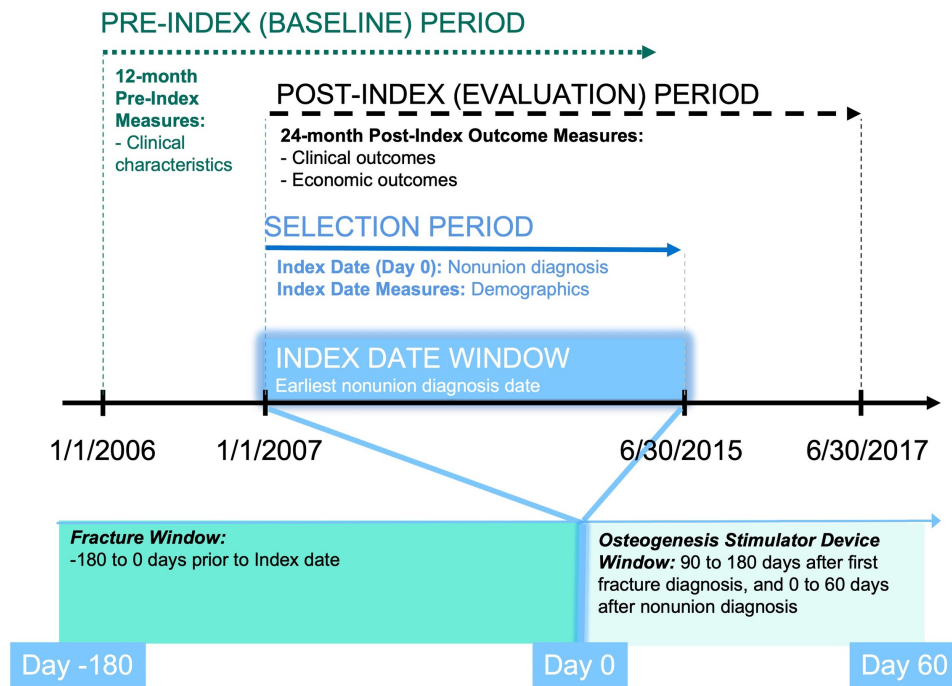 PRE-INDEX (BASELINE) PERIOD
12-month
Pre-Index
Measures:
- Clinical
characteristics
POST-INDEX (EVALUATION) PERIOD
24-month Post-Index Outcome Measures:
- Clinical outcomes
- Economic outcomes
SELECTION PERIOD
Index Date (Day 0): Nonunion diagnosis
Index Date Measures: Demographics
INDEX DATE WINDOW
Earliest nonunion diagnosis date
1/1/2006
1/1/2007
6/30/2015
6/30/2017
Fracture Window:
-180 to 0 days prior to Index date
Osteogenesis Stimulator Device
Window: 90 to 180 days after first
fracture diagnosis, and 0 to 60 days
after nonunion diagnosis
Day -180
Day 0
Day 60